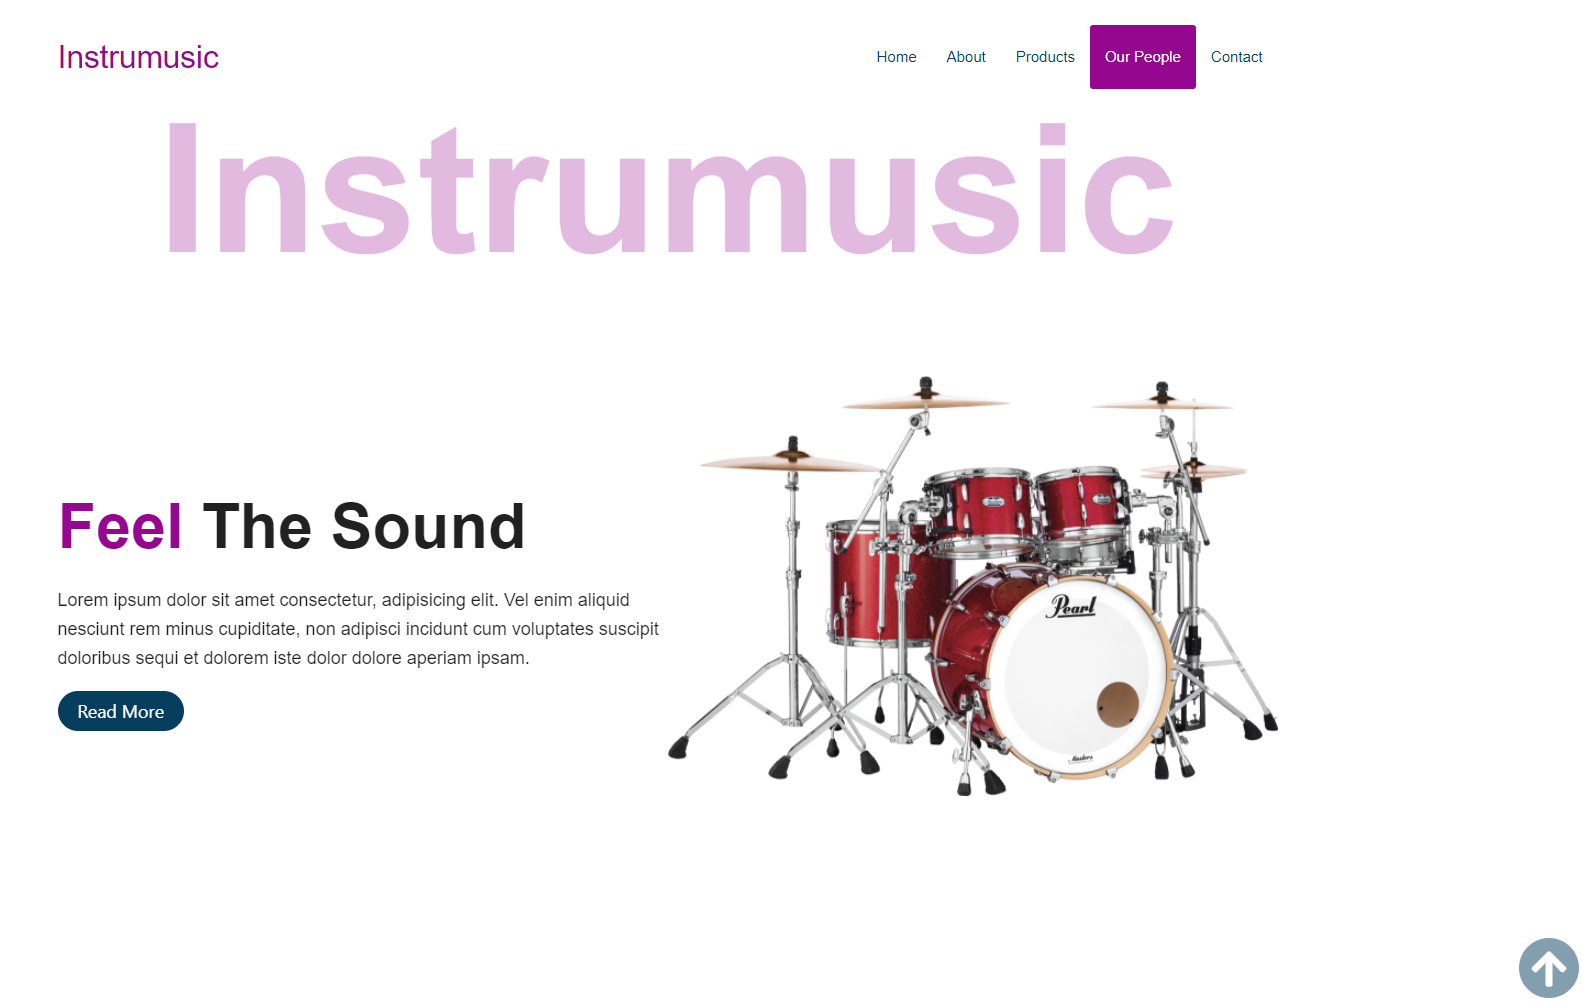 Instrumusic
Home About Products Our People Contact
Instrumusic
Feel The Sound
Lorem ipsum dolor sit amet consectetur, adipisicing elit. Vel enim aliquid
nesciunt rem minus cupiditate, non adipisci incidunt cum voluptates suscipit
doloribus sequi et dolorem iste dolor dolore aperiam ipsam.
Read More
Pearl
Masters